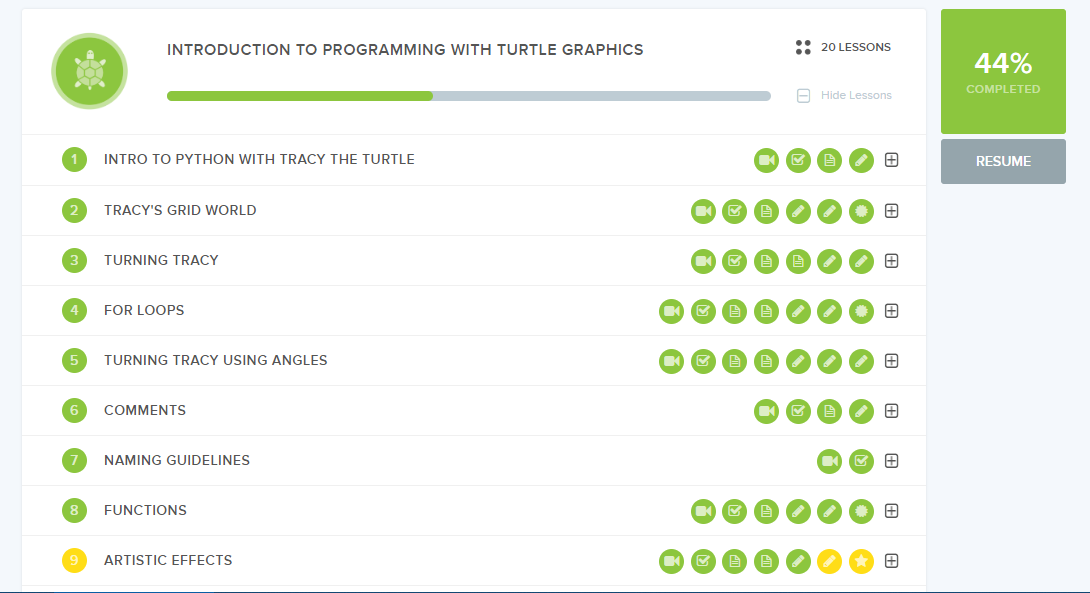 INTRODUCTION TO PROGRAMMING WITH TURTLE GRAPHICS
20 LESSONS
Hide Lessons
44%
COMPLETED
RESUME
1 INTRO TO PYTHON WITH TRACY THE TURTLE
2 TRACY'S GRID WORLD
3 TURNING TRACY
4 FOR LOOPS
5 TURNING TRACY USING ANGLES
6 COMMENTS
7 NAMING GUIDELINES
8 FUNCTIONS
9 ARTISTIC EFFECTS